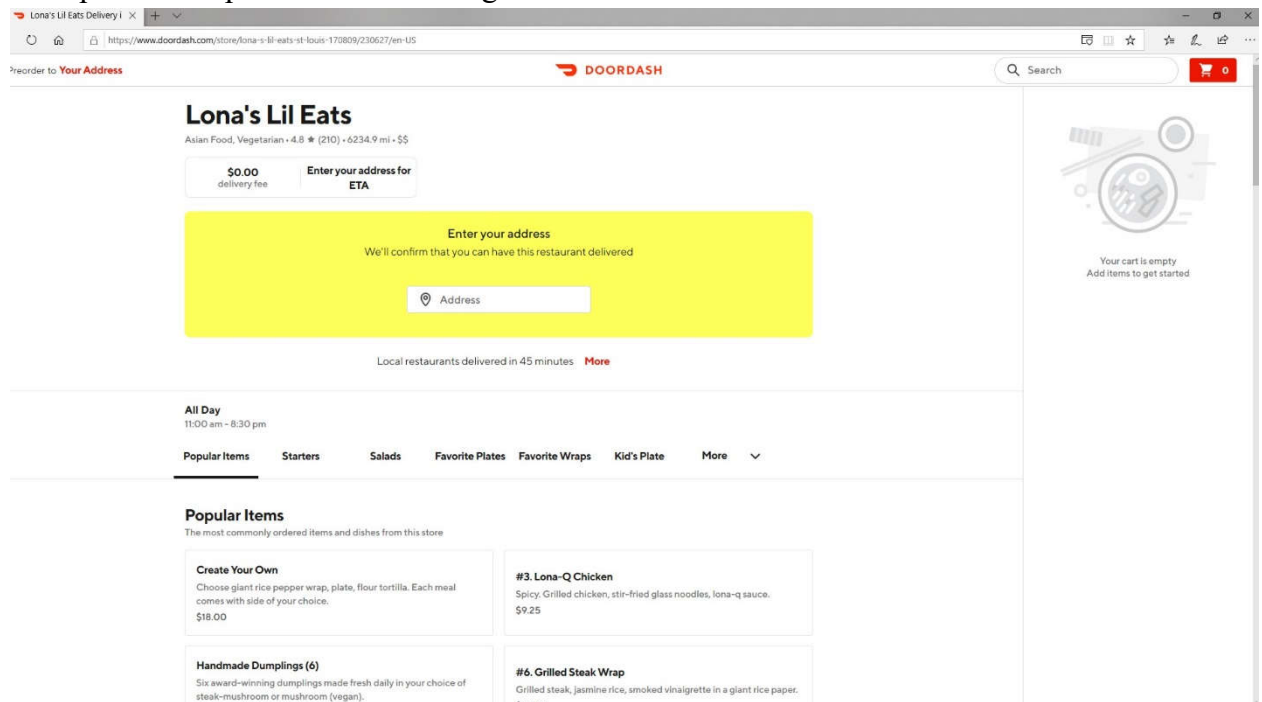 Lona's Lil Eats Delivery i
https://www.doordash.com/store/lona-s-lil-eats-st-louis-170809/230627/en-US
Preorder to Your Address
DOORDASH
Search
0
Lona's Lil Eats
Asian Food, Vegetarian • 4.8 ★ (210) • 6234.9 mi • $$
$0.00
delivery fee
Enter your address for
ETA
Enter your address
We'll confirm that you can have this restaurant delivered
Address
Your cart is empty
Add items to get started
Local restaurants delivered in 45 minutes More
All Day
11:00 am - 8:30 pm
Popular Items Starters Salads Favorite Plates Favorite Wraps Kid's Plate More
Popular Items
The most commonly ordered items and dishes from this store
Create Your Own
Choose giant rice pepper wrap, plate, flour tortilla. Each meal
comes with side of your choice.
$18.00
#3. Lona-Q Chicken
Spicy. Grilled chicken, stir-fried glass noodles, lona-q sauce.
$9.25
Handmade Dumplings (6)
Six award-winning dumplings made fresh daily in your choice of
steak-mushroom or mushroom (vegan).
#6. Grilled Steak Wrap
Grilled steak, jasmine rice, smoked vinaigrette in a giant rice paper.